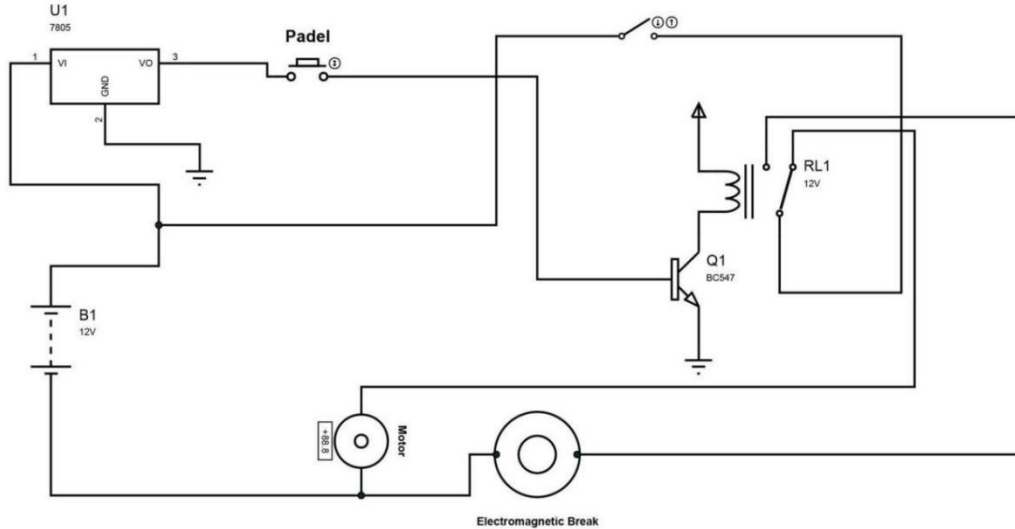 U1
7805
1
VI
VO
3
GND
2
Padel
RL1
12V
Q1
BC547
B1
12V
+88.8
Motor
Electromagnetic Break